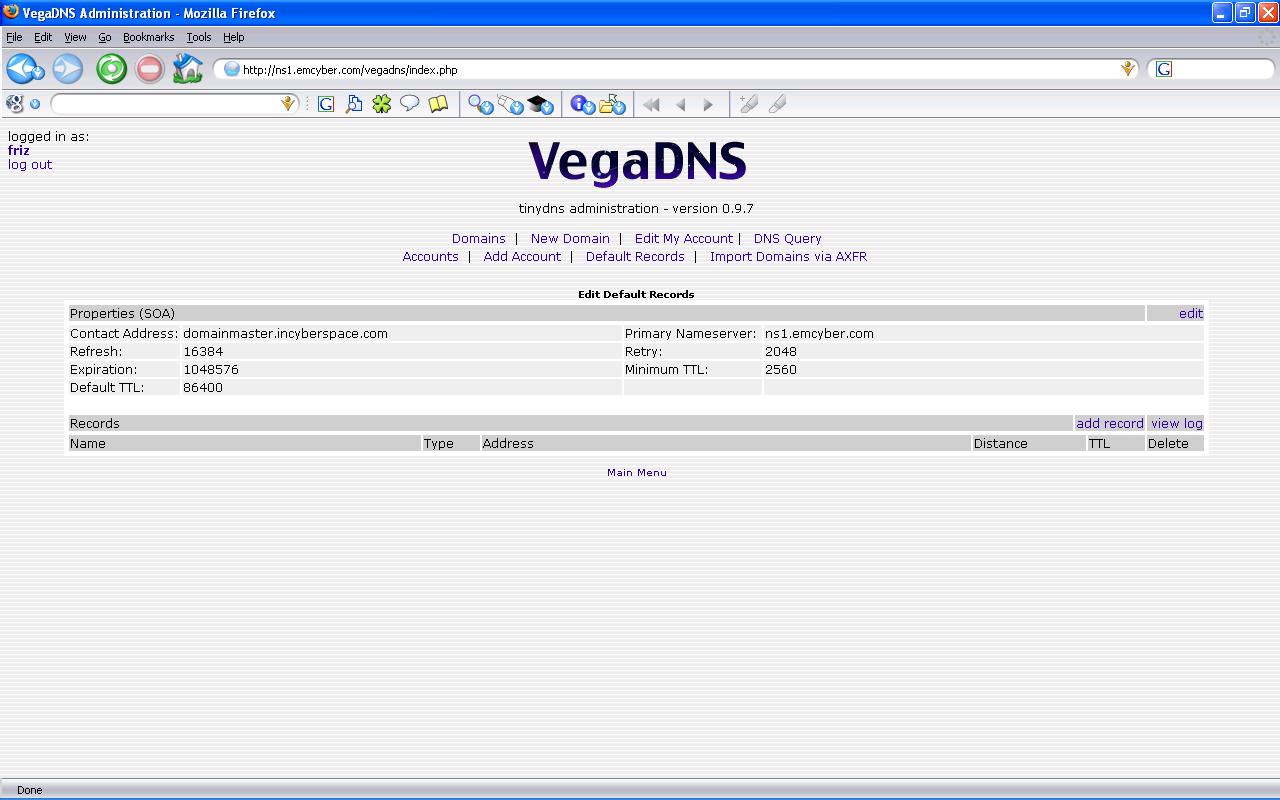 VegaDNS Administration - Mozilla Firefox
File Edit View Go Bookmarks Tools Help
http://ns1.emcyber.com/vegadns/index.php
G
G
logged in as:
friz
log out
VegaDNS
tinydns administration - version 0.9.7
Domains | New Domain | Edit My Account | DNS Query
Accounts | Add Account | Default Records | Import Domains via AXFR
Edit Default Records
Properties (SOA) edit
Contact Address: domainmaster.incyberspace.com Primary Nameserver: ns1.emcyber.com
Refresh: 16384 Retry: 2048
Expiration: 1048576 Minimum TTL: 2560
Default TTL: 86400
Records add record view log
Name Type Address Distance TTL Delete
Main Menu
Done